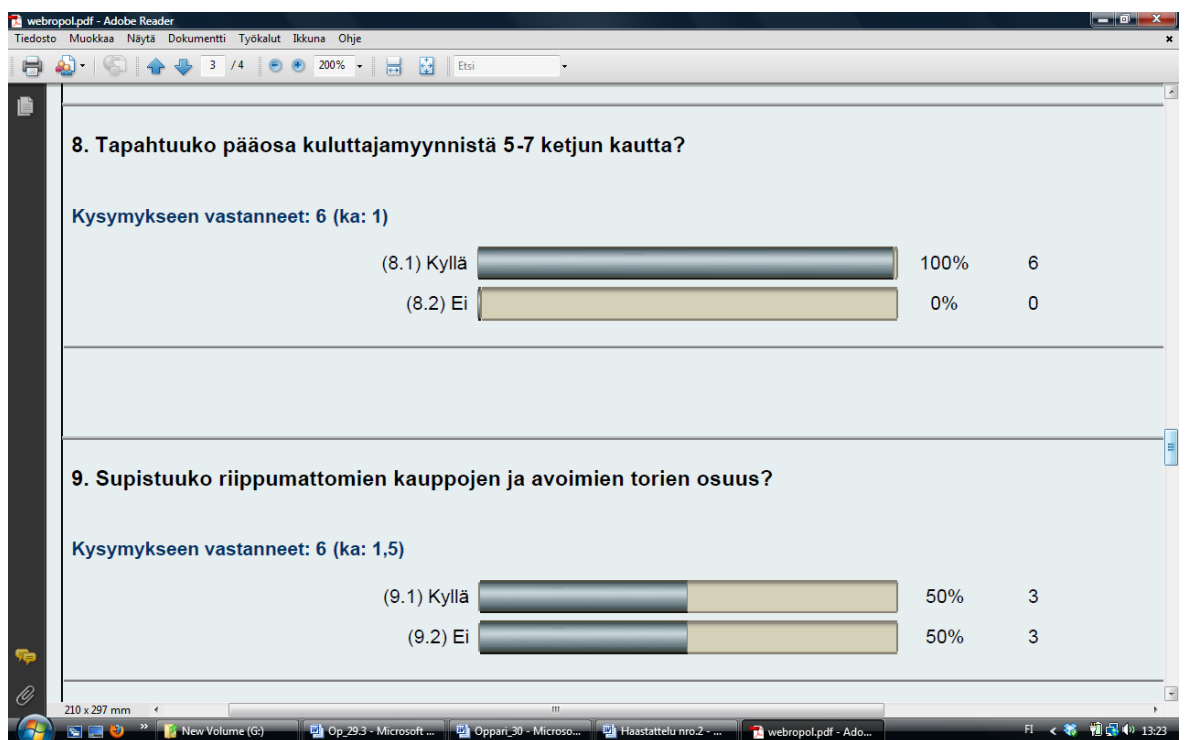 webropol.pdf - Adobe Reader
Tiedosto Muokkaa Näytä Dokumentti Työkalut Ikkuna Ohje
3 / 4 200% Etsi
8. Tapahtuuko pääosa kuluttajamyynnistä 5-7 ketjun kautta?
Kysymykseen vastanneet: 6 (ka: 1)
(8.1) Kyllä 100% 6
(8.2) Ei 0% 0
9. Supistuuko riippumattomien kauppojen ja avoimien torien osuus?
Kysymykseen vastanneet: 6 (ka: 1,5)
(9.1) Kyllä 50% 3
(9.2) Ei 50% 3
210 x 297 mm
New Volume (G:) Op_29.3 - Microsoft ... Oppari_30 - Microso... Haastattelu nro.2 - ... webropol.pdf - Ado... FI 13:23